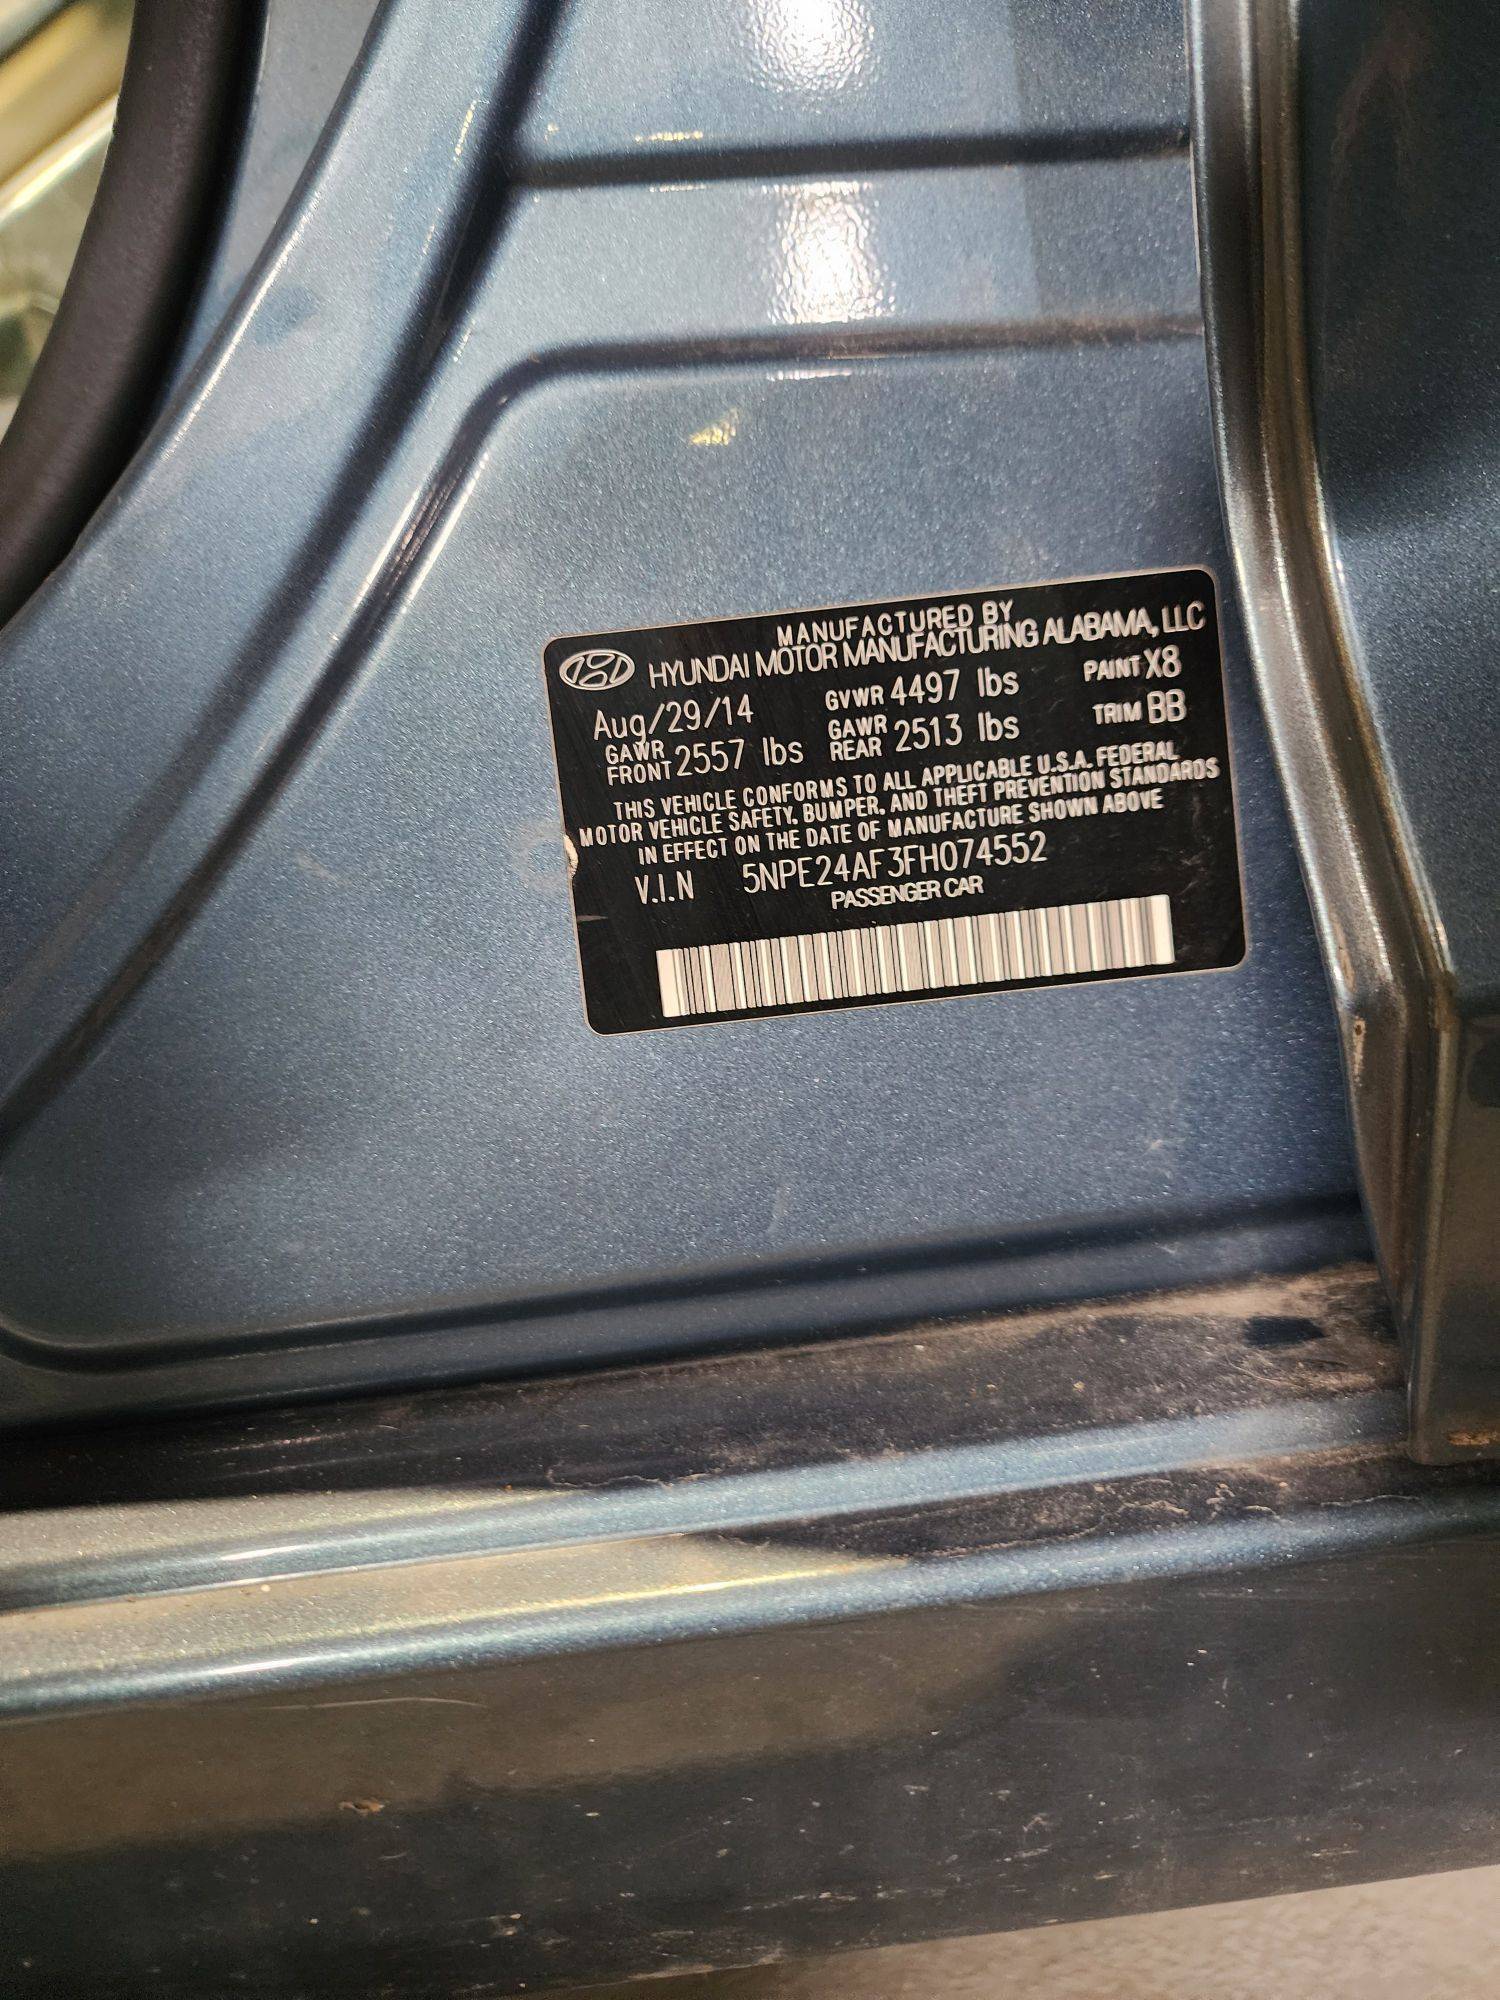 MANUFACTURED BY
HYUNDAI MOTOR MANUFACTURING ALABAMA, LLC
Aug/29/14 GVWR 4497 lbs PAINT X8
GAWR FRONT 2557 lbs GAWR REAR 2513 lbs TRIM BB
THIS VEHICLE CONFORMS TO ALL APPLICABLE U.S.A. FEDERAL
MOTOR VEHICLE SAFETY, BUMPER, AND THEFT PREVENTION STANDARDS
IN EFFECT ON THE DATE OF MANUFACTURE SHOWN ABOVE
V.I.N 5NPE24AF3FH074552
PASSENGER CAR